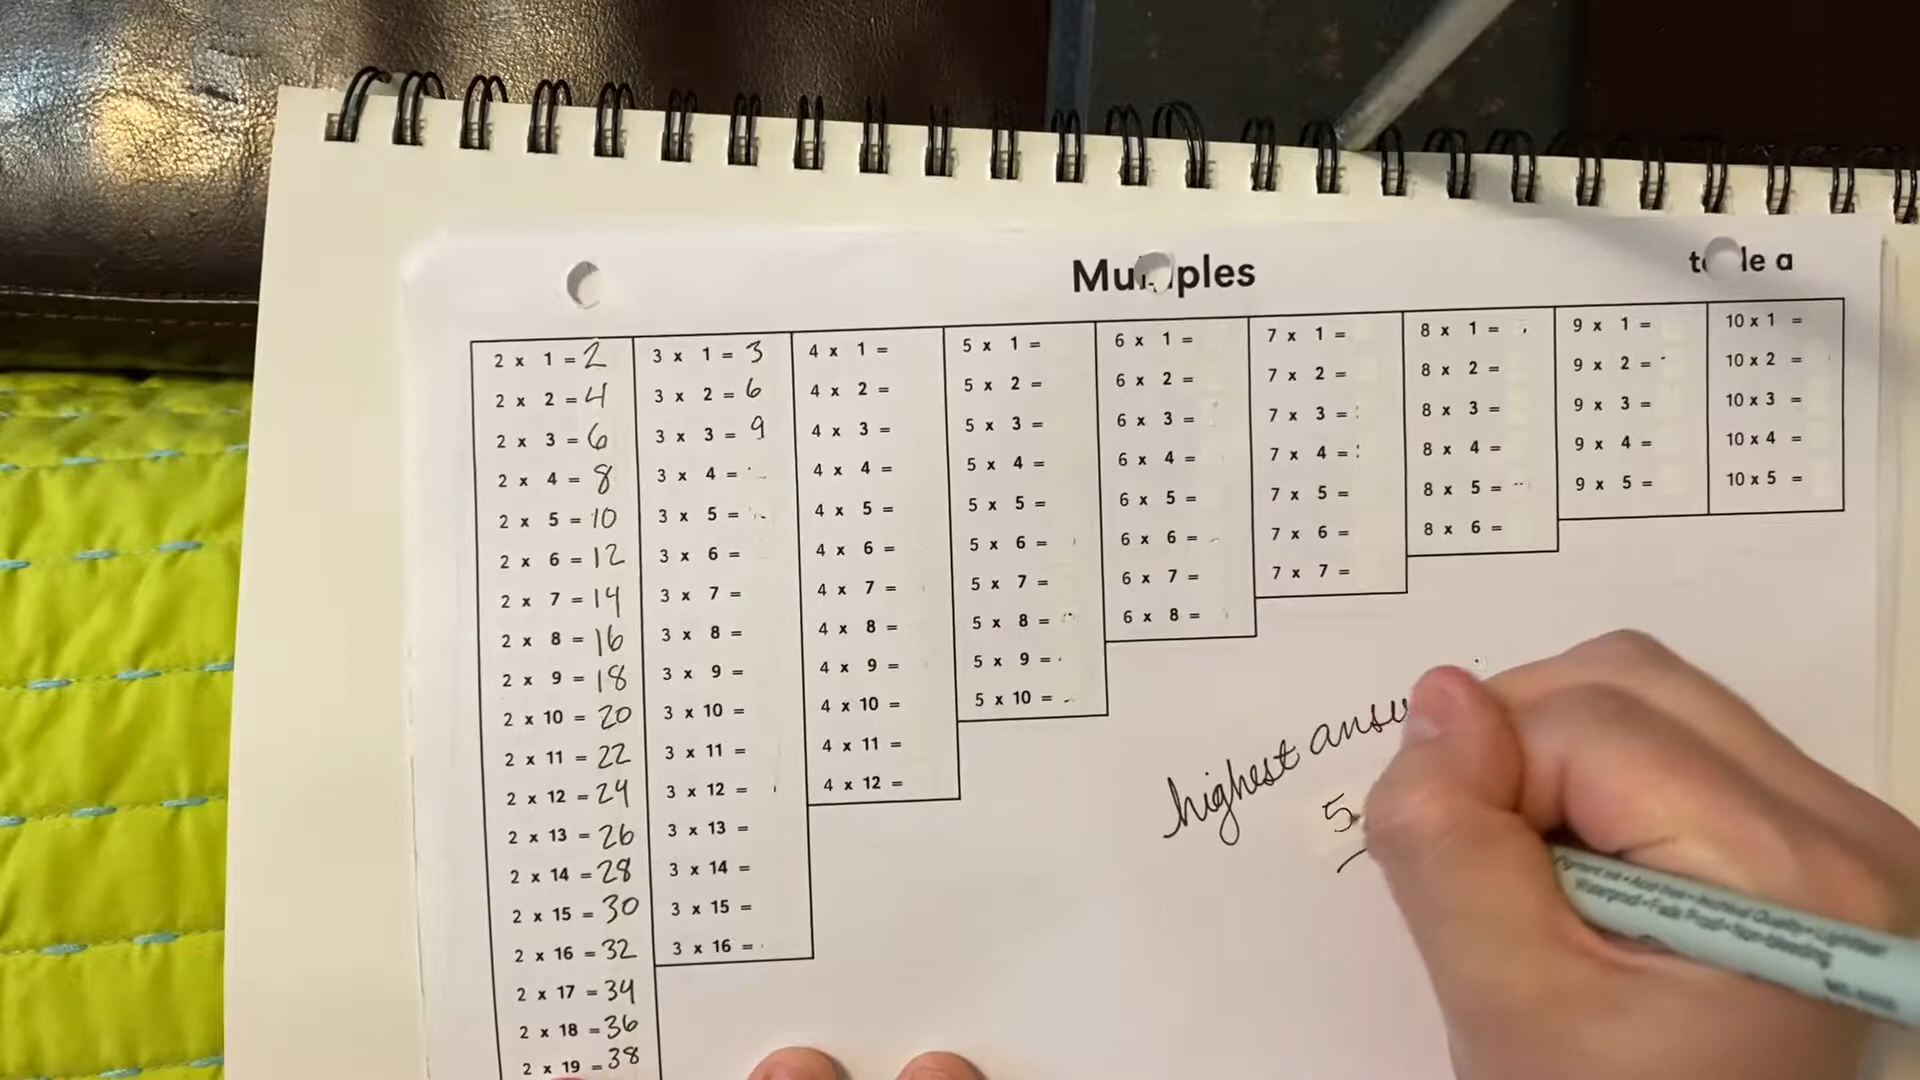 Multiples
table a
2 x 1 = 2
2 x 2 = 4
2 x 3 = 6
2 x 4 = 8
2 x 5 = 10
2 x 6 = 12
2 x 7 = 14
2 x 8 = 16
2 x 9 = 18
2 x 10 = 20
2 x 11 = 22
2 x 12 = 24
2 x 13 = 26
2 x 14 = 28
2 x 15 = 30
2 x 16 = 32
2 x 17 = 34
2 x 18 = 36
2 x 19 = 38
3 x 1 = 3
3 x 2 = 6
3 x 3 = 9
3 x 4 =
3 x 5 =
3 x 6 =
3 x 7 =
3 x 8 =
3 x 9 =
3 x 10 =
3 x 11 =
3 x 12 =
3 x 13 =
3 x 14 =
3 x 15 =
3 x 16 =
4 x 1 =
4 x 2 =
4 x 3 =
4 x 4 =
4 x 5 =
4 x 6 =
4 x 7 =
4 x 8 =
4 x 9 =
4 x 10 =
4 x 11 =
4 x 12 =
5 x 1 =
5 x 2 =
5 x 3 =
5 x 4 =
5 x 5 =
5 x 6 =
5 x 7 =
5 x 8 =
5 x 9 =
5 x 10 =
6 x 1 =
6 x 2 =
6 x 3 =
6 x 4 =
6 x 5 =
6 x 6 =
6 x 7 =
6 x 8 =
7 x 1 =
7 x 2 =
7 x 3 =
7 x 4 =
7 x 5 =
7 x 6 =
7 x 7 =
8 x 1 =
8 x 2 =
8 x 3 =
8 x 4 =
8 x 5 =
8 x 6 =
9 x 1 =
9 x 2 =
9 x 3 =
9 x 4 =
9 x 5 =
10 x 1 =
10 x 2 =
10 x 3 =
10 x 4 =
10 x 5 =
highest
5
Waterproof • Fade Proof • Non-bleeding